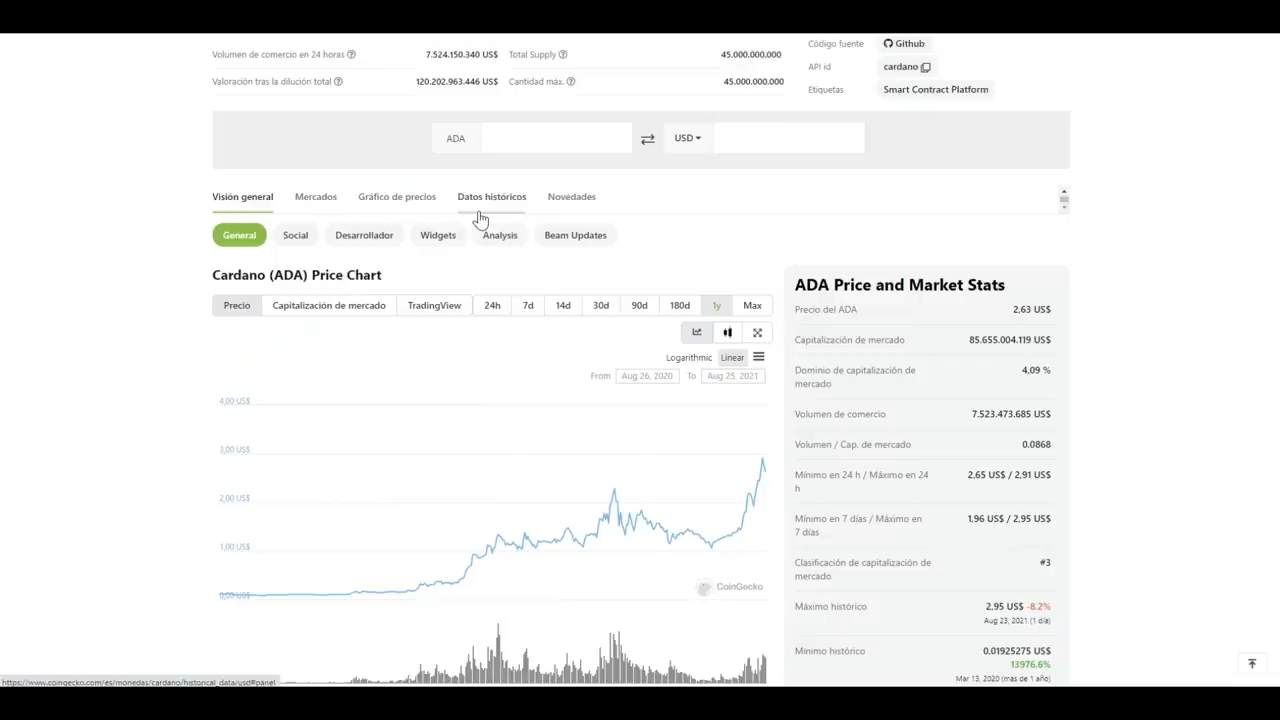 Volumen de comercio en 24 horas 7.524.150.340 US$ Total Supply 45.000.000.000
Valoración tras la dilución total 120.202.963.446 US$ Cantidad máx. 45.000.000.000
Código fuente Github
API id cardano
Etiquetas Smart Contract Platform
ADA USD
Visión general Mercados Gráfico de precios Datos históricos Novedades
General Social Desarrollador Widgets Analysis Beam Updates
Cardano (ADA) Price Chart
Precio Capitalización de mercado TradingView 24h 7d 14d 30d 90d 180d 1y Max
Logarithmic Linear
From Aug 26, 2020 To Aug 25, 2021
4,00 US$
3,00 US$
2,00 US$
1,00 US$
0,00 US$
CoinGecko
ADA Price and Market Stats
Precio del ADA 2,63 US$
Capitalización de mercado 85.655.004.119 US$
Dominio de capitalización de
mercado 4,09 %
Volumen de comercio 7.523.473.685 US$
Volumen / Cap. de mercado 0.0868
Mínimo en 24 h / Máximo en 24
h 2,65 US$ / 2,91 US$
Mínimo en 7 días / Máximo en
7 días 1,96 US$ / 2,95 US$
Clasificación de capitalización de
mercado #3
Máximo histórico 2,95 US$ -8.2%
Aug 23, 2021 (1 día)
Mínimo histórico 0,01925275 US$
13976.6%
Mar 13, 2020 (más de 1 año)
https://www.coingecko.com/es/monedas/cardano/historical_data/usd#panel